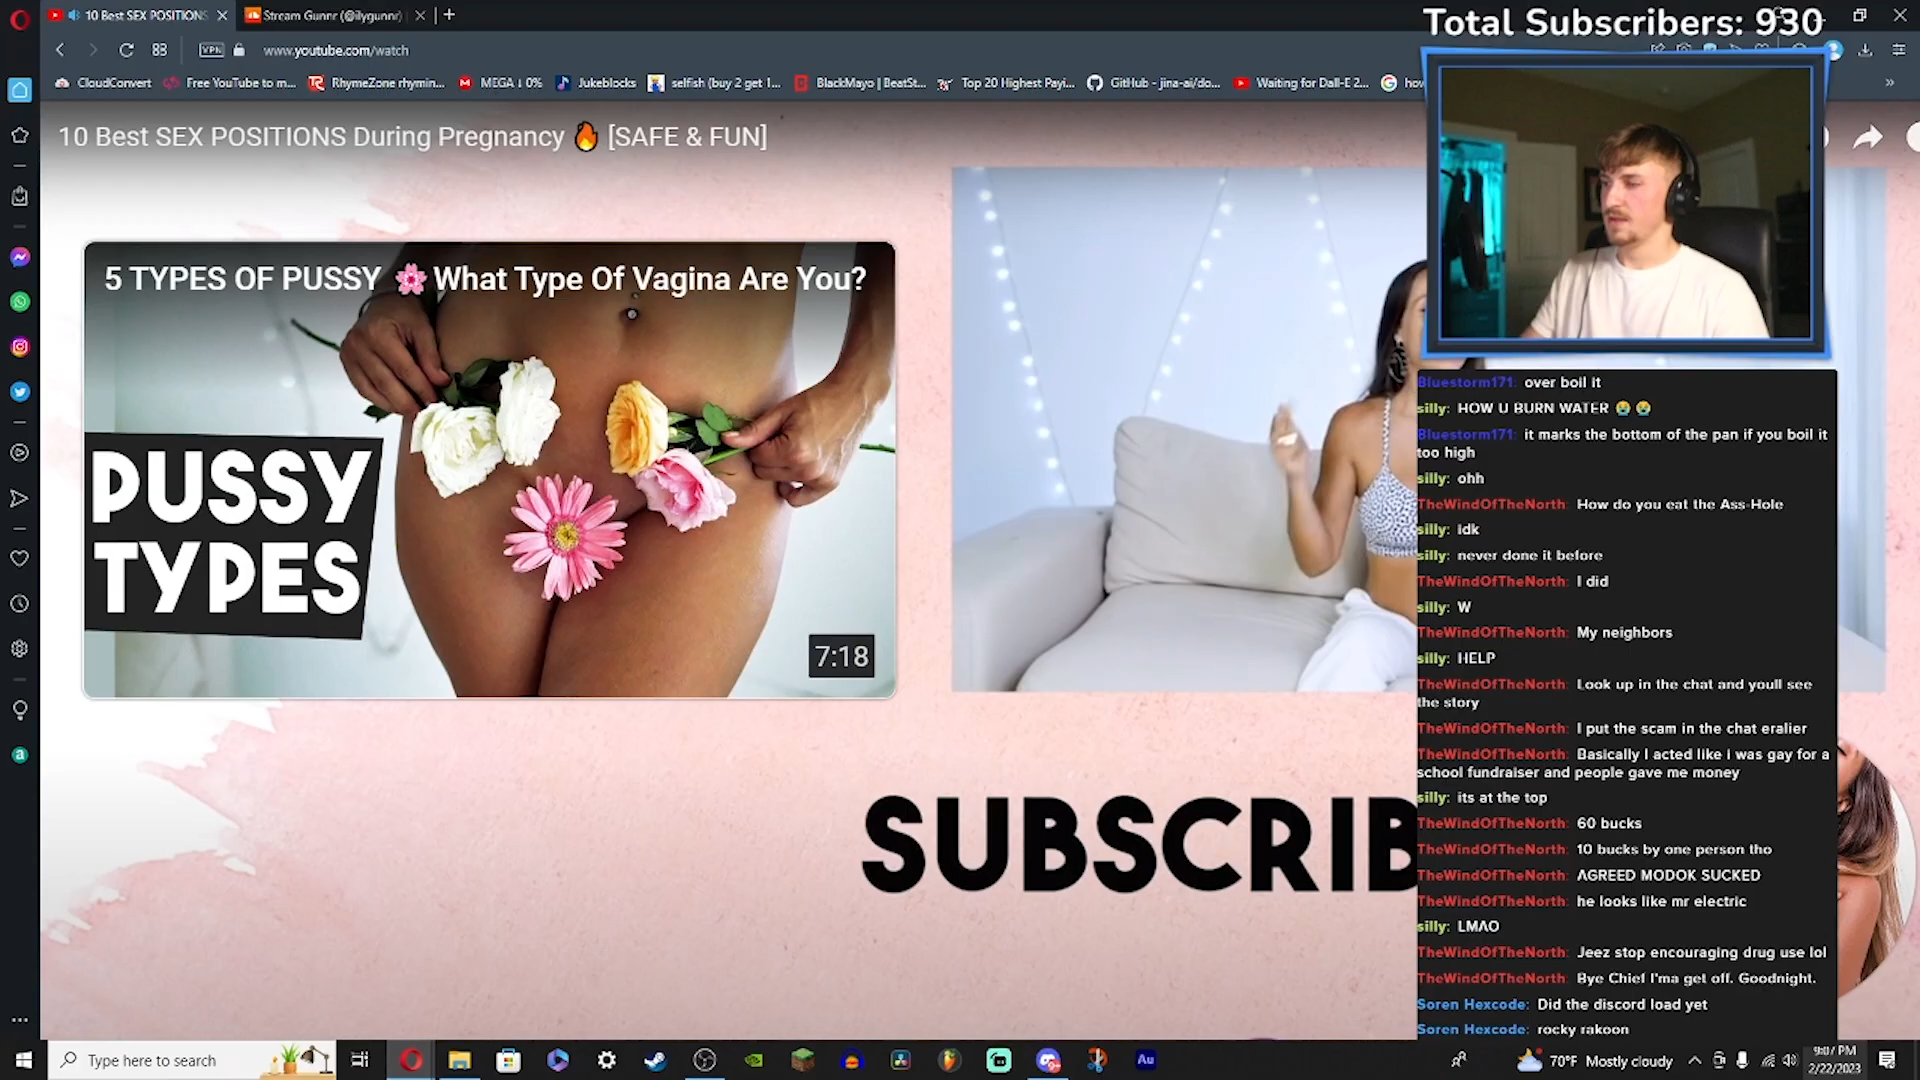 10 Best SEX POSITIONS
Stream Gunnr (@ilygunnr)
Total Subscribers: 930
VPN
www.youtube.com/watch
CloudConvert
Free YouTube to m...
RhymeZone rhymin...
MEGA ↓ 0%
Jukeblocks
selfish (buy 2 get 1...
BlackMayo | BeatSt...
Top 20 Highest Payi...
GitHub - jina-ai/do...
Waiting for Dall-E 2...
how
10 Best SEX POSITIONS During Pregnancy 🔥 [SAFE & FUN]
5 TYPES OF PUSSY 🌸 What Type Of Vagina Are You?
PUSSY
TYPES
7:18
SUBSCRIB
Bluestorm171: over boil it
silly: HOW U BURN WATER 😭 😭
Bluestorm171: it marks the bottom of the pan if you boil it
too high
silly: ohh
TheWindOfTheNorth: How do you eat the Ass-Hole
silly: idk
silly: never done it before
TheWindOfTheNorth: I did
silly: W
TheWindOfTheNorth: My neighbors
silly: HELP
TheWindOfTheNorth: Look up in the chat and youll see
the story
TheWindOfTheNorth: I put the scam in the chat eralier
TheWindOfTheNorth: Basically I acted like i was gay for a
school fundraiser and people gave me money
silly: its at the top
TheWindOfTheNorth: 60 bucks
TheWindOfTheNorth: 10 bucks by one person tho
TheWindOfTheNorth: AGREED MODOK SUCKED
TheWindOfTheNorth: he looks like mr electric
silly: LMAO
TheWindOfTheNorth: Jeez stop encouraging drug use lol
TheWindOfTheNorth: Bye Chief I'ma get off. Goodnight.
Soren Hexcode: Did the discord load yet
Soren Hexcode: rocky rakoon
Type here to search
Au
70°F Mostly cloudy
9:07 PM
2/22/2023